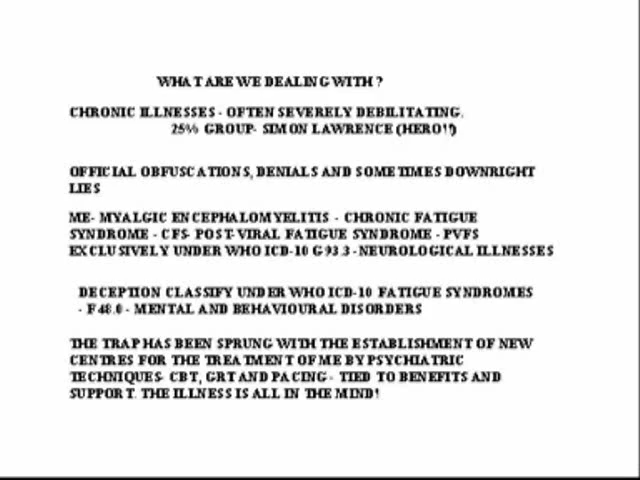 WHAT ARE WE DEALING WITH ?
CHRONIC ILLNESSES - OFTEN SEVERELY DEBILITATING.
25% GROUP- SIMON LAWRENCE (HERO!!)
OFFICIAL OBFUSCATIONS, DENIALS AND SOMETIMES DOWNRIGHT
LIES
ME- MYALGIC ENCEPHALOMYELITIS - CHRONIC FATIGUE
SYNDROME - CFS- POST-VIRAL FATIGUE SYNDROME - PVFS
EXCLUSIVELY UNDER WHO ICD-10 G93.3 - NEUROLOGICAL ILLNESSES
DECEPTION CLASSIFY UNDER WHO ICD-10 FATIGUE SYNDROMES
- F48.0 - MENTAL AND BEHAVIOURAL DISORDERS
THE TRAP HAS BEEN SPRUNG WITH THE ESTABLISHMENT OF NEW
CENTRES FOR THE TREATMENT OF ME BY PSYCHIATRIC
TECHNIQUES- CBT, GRT AND PACING - TIED TO BENEFITS AND
SUPPORT. THE ILLNESS IS ALL IN THE MIND!